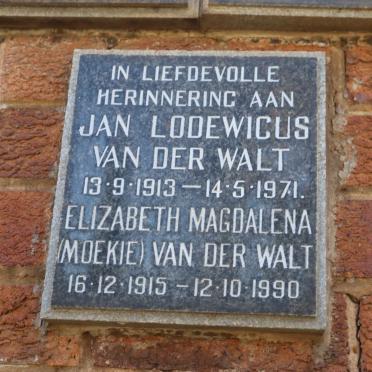 IN LIEFDEVOLLE
HERINNERING AAN
JAN LODEWICUS
VAN DER WALT
13·9·1913 — 14·5·1971.
ELIZABETH MAGDALENA
(MOEKIE) VAN DER WALT
16·12·1915 – 12·10·1990